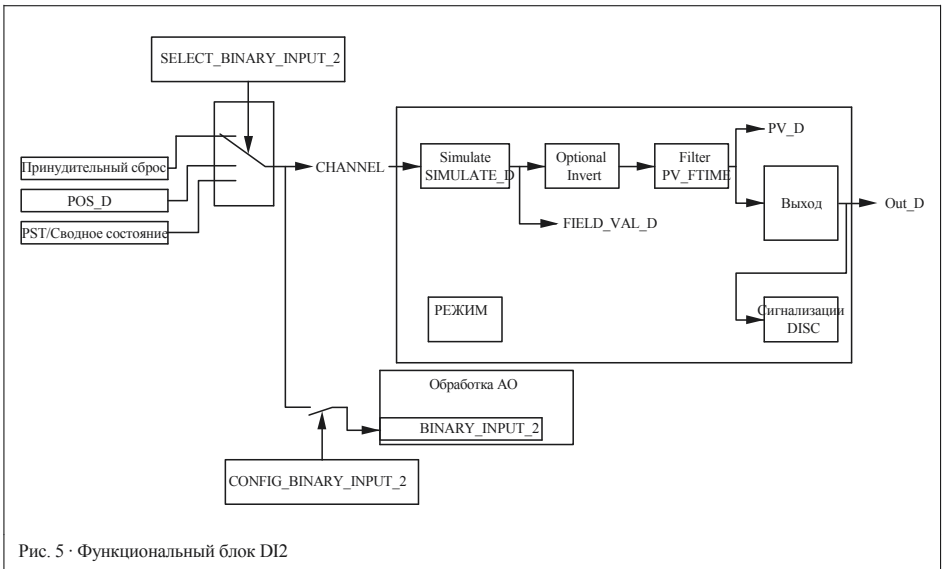 SELECT_BINARY_INPUT_2
Принудительный сброс
POS_D
PST/Сводное состояние
CHANNEL
Simulate
SIMULATE_D
Optional
Invert
Filter
PV_FTIME
PV_D
Выход
Out_D
FIELD_VAL_D
РЕЖИМ
Сигнализации
DISC
Обработка АО
BINARY_INPUT_2
CONFIG_BINARY_INPUT_2
Рис. 5 · Функциональный блок DI2